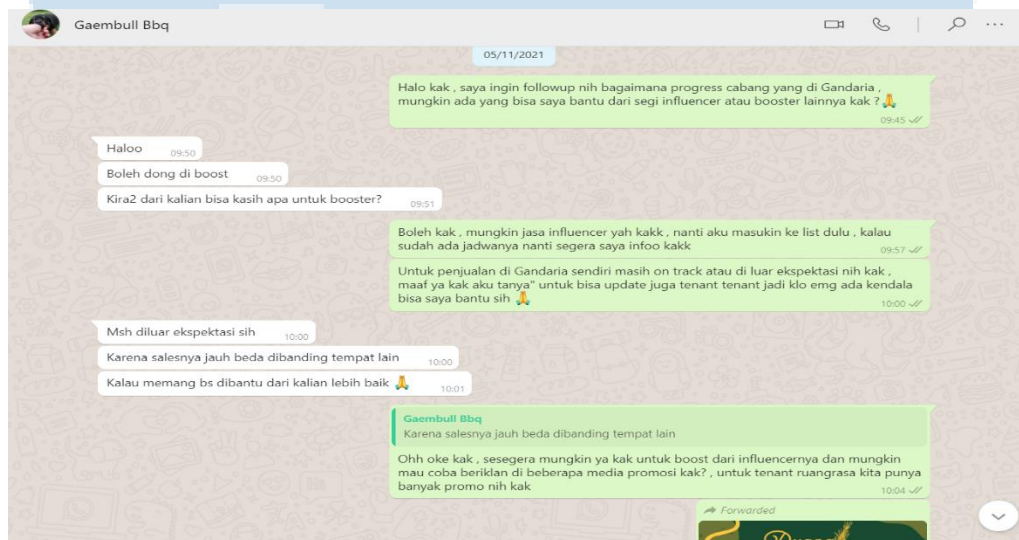 Gaembull Bbq
05/11/2021
Halo kak , saya ingin followup nih bagaimana progress cabang yang di Gandaria ,
mungkin ada yang bisa saya bantu dari segi influencer atau booster lainnya kak ?🙏
09:45
Haloo 09:50
Boleh dong di boost 09:50
Kira2 dari kalian bisa kasih apa untuk booster? 09:51
Boleh kak , mungkin jasa influencer yah kakk , nanti aku masukin ke list dulu , kalau
sudah ada jadwanya nanti segera saya infoo kakk 09:57
Untuk penjualan di Gandaria sendiri masih on track atau di luar ekspektasi nih kak ,
maaf ya kak aku tanya" untuk bisa update juga tenant tenant jadi klo emg ada kendala
bisa saya bantu sih 🙏 10:00
Msh diluar ekspektasi sih 10:00
Karena salesnya jauh beda dibanding tempat lain 10:00
Kalau memang bs dibantu dari kalian lebih baik 🙏 10:01
Gaembull Bbq
Karena salesnya jauh beda dibanding tempat lain
Ohh oke kak , sesegera mungkin ya kak untuk boost dari influencernya dan mungkin
mau coba beriklan di beberapa media promosi kak? , untuk tenant ruangrasa kita punya
banyak promo nih kak 10:04
Forwarded